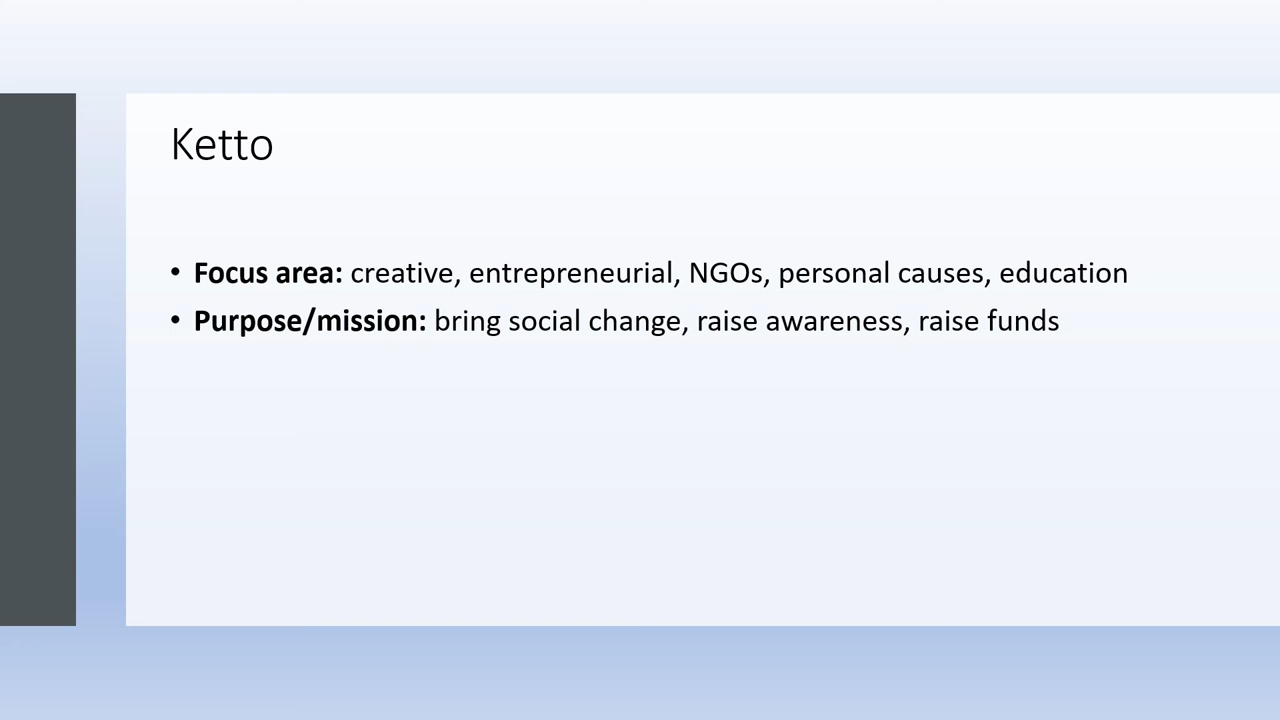 Ketto
• Focus area: creative, entrepreneurial, NGOs, personal causes, education
• Purpose/mission: bring social change, raise awareness, raise funds